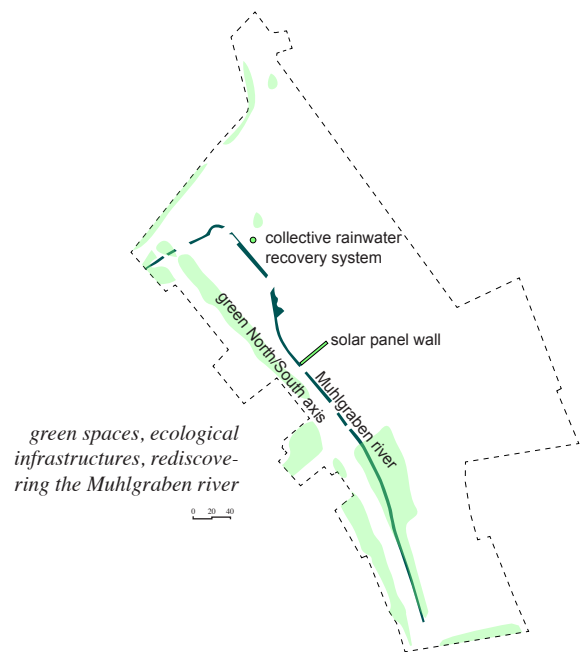 collective rainwater
recovery system
green North/South axis
solar panel wall
Muhlgraben river
green spaces, ecological
infrastructures, rediscove-
ring the Muhlgraben river
0 20 40